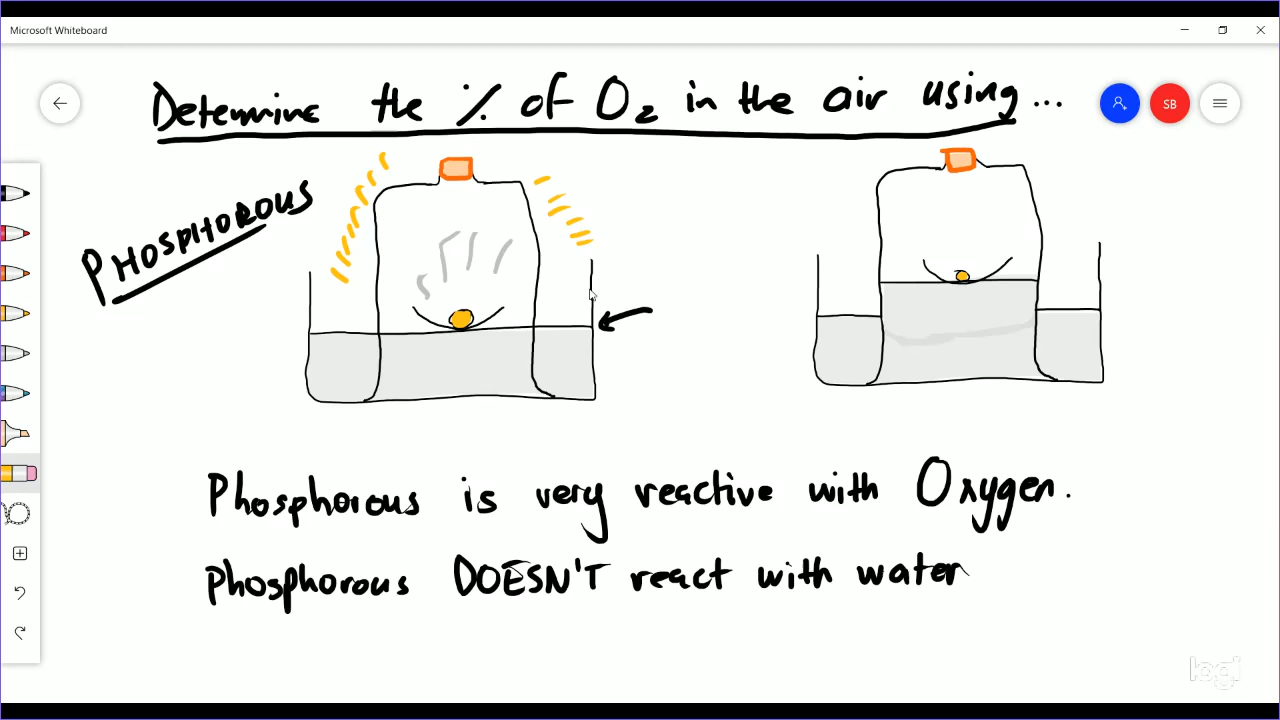 Microsoft Whiteboard
Determine the % of O₂ in the air using...
SB
PHOSPHOROUS
Phosphorous is very reactive with Oxygen.
Phosphorous DOESN'T react with water
logi